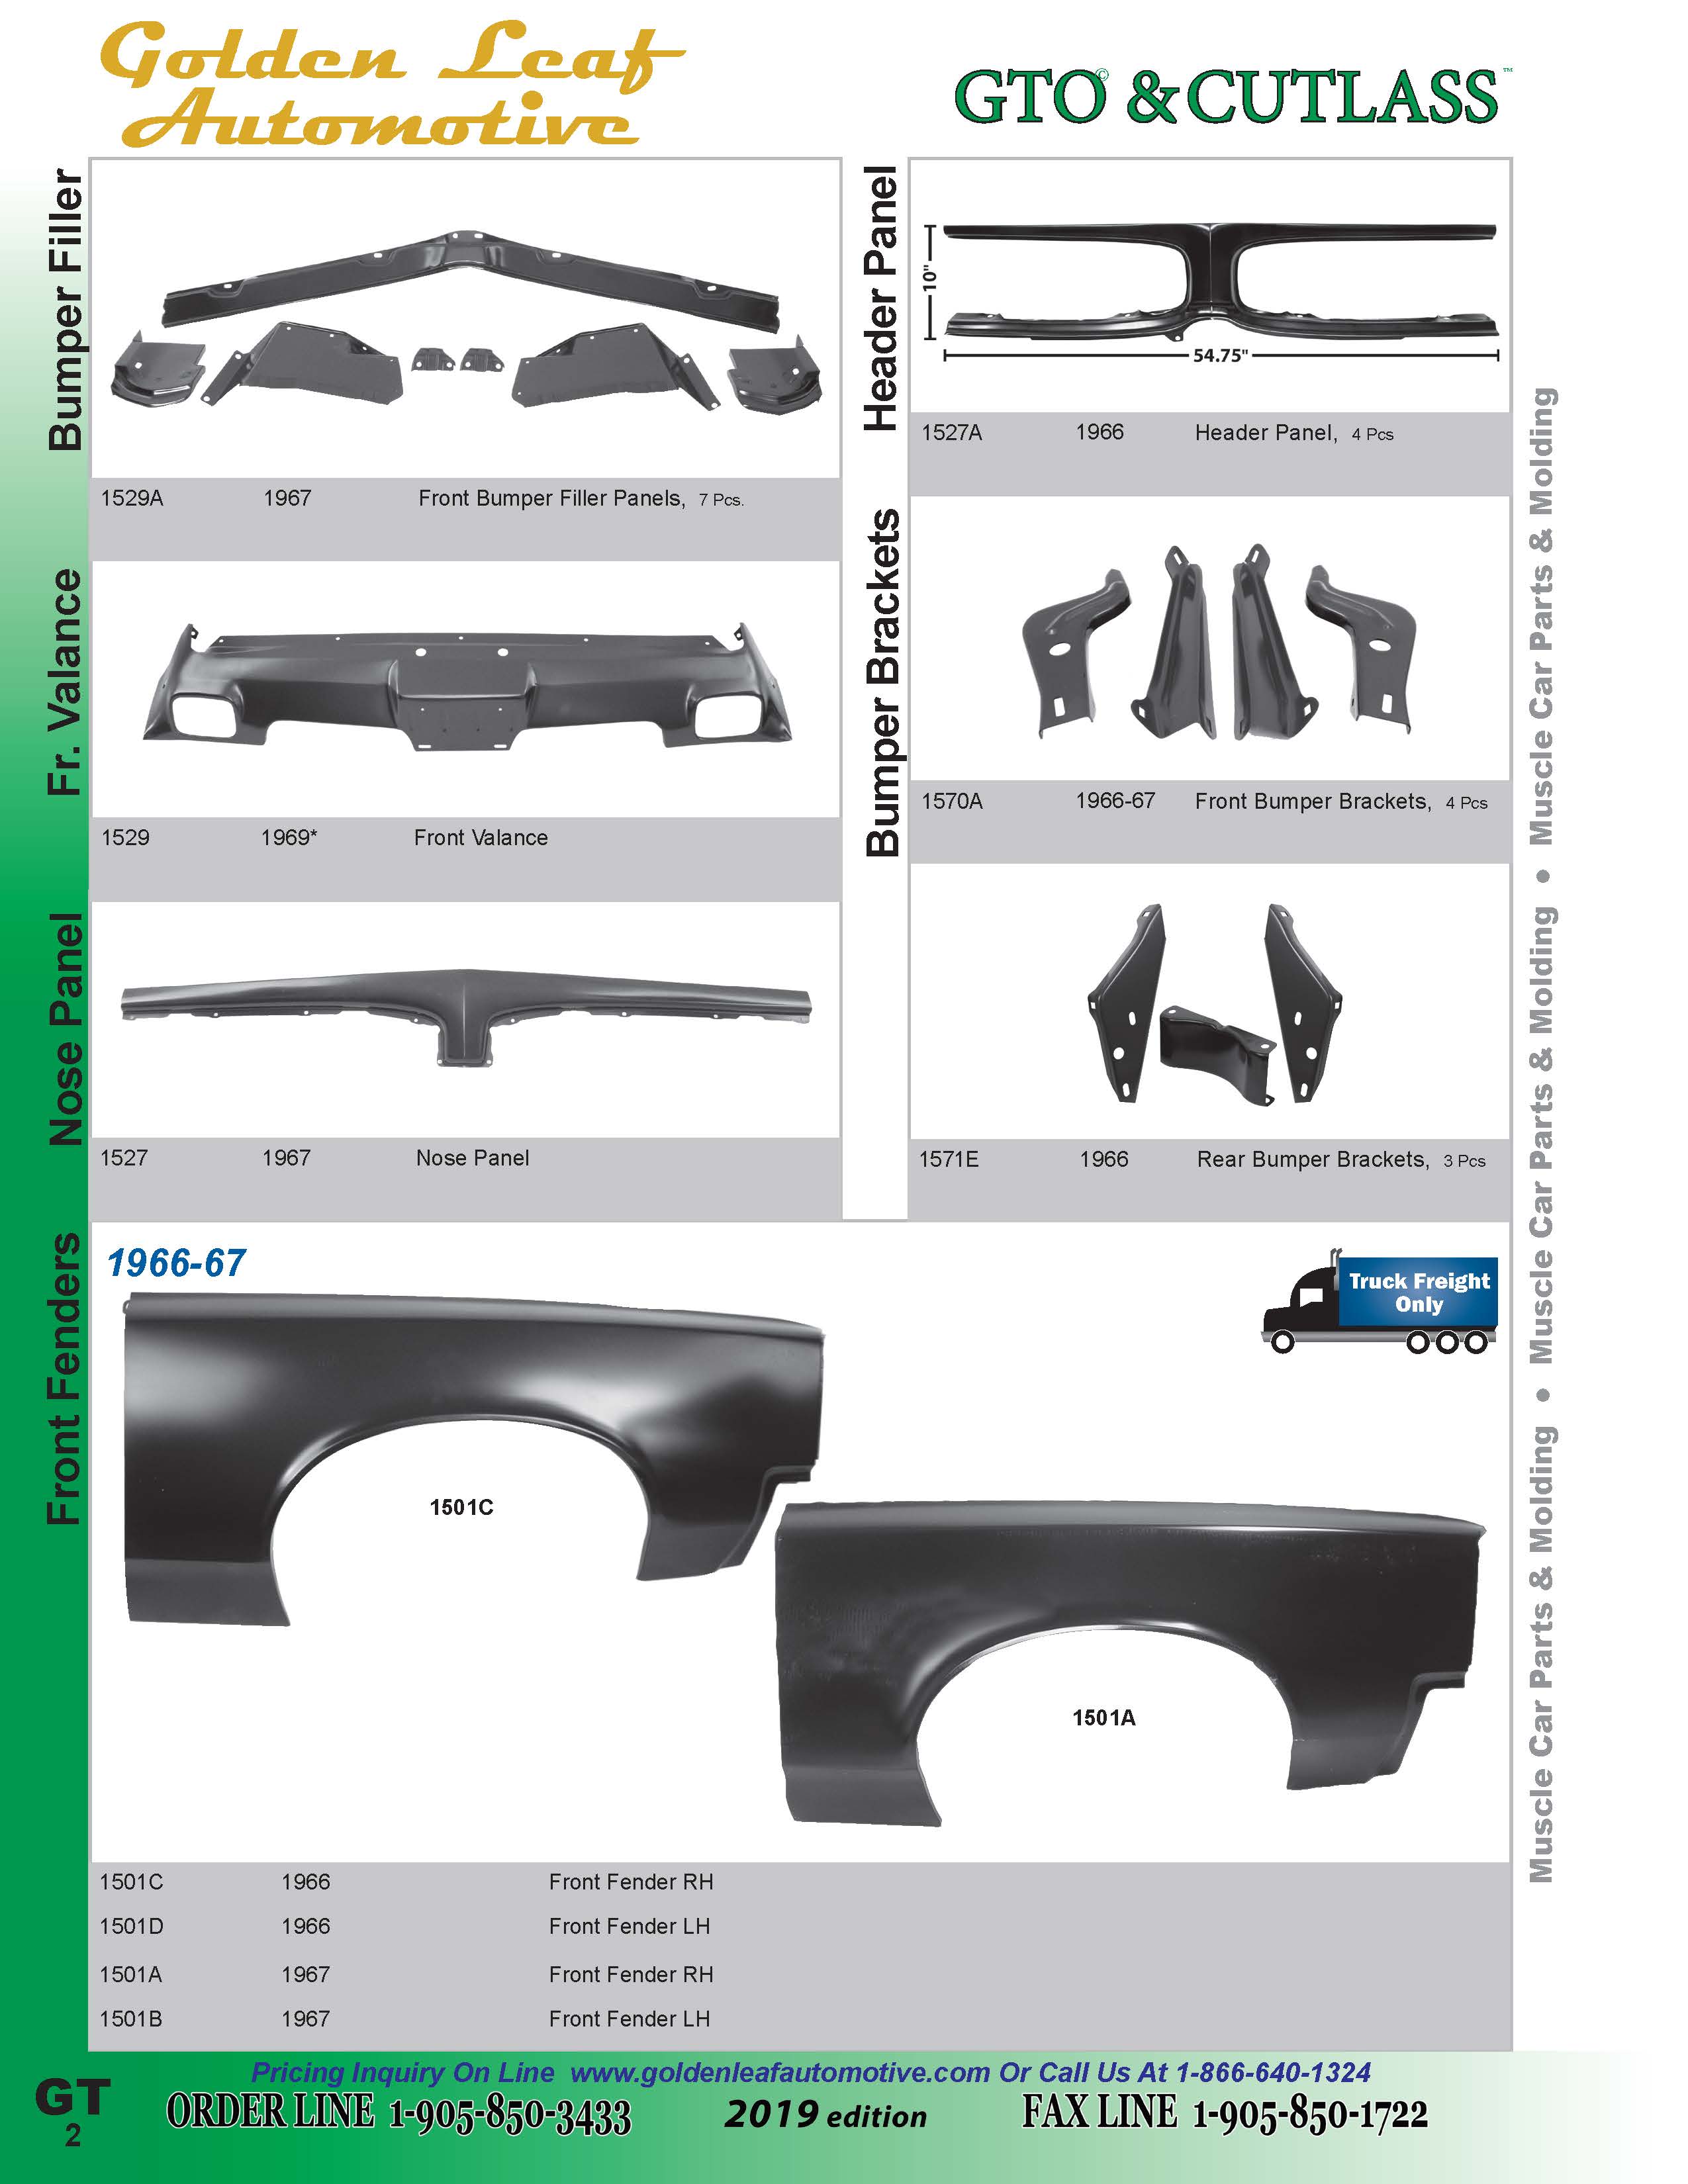 Golden Leaf
Automotive
GTO© & CUTLASS™
Bumper Filler
1529A 1967 Front Bumper Filler Panels, 7 Pcs.
Fr. Valance
1529 1969* Front Valance
Nose Panel
1527 1967 Nose Panel
Header Panel
10"
54.75"
1527A 1966 Header Panel, 4 Pcs
Bumper Brackets
1570A 1966-67 Front Bumper Brackets, 4 Pcs
1571E 1966 Rear Bumper Brackets, 3 Pcs
Front Fenders
1966-67
Truck Freight
Only
1501C
1501A
1501C 1966 Front Fender RH
1501D 1966 Front Fender LH
1501A 1967 Front Fender RH
1501B 1967 Front Fender LH
Muscle Car Parts & Molding • Muscle Car Parts & Molding • Muscle Car Parts & Molding
Pricing Inquiry On Line www.goldenleafautomotive.com Or Call Us At 1-866-640-1324
GT
2
ORDER LINE 1-905-850-3433 2019 edition FAX LINE 1-905-850-1722